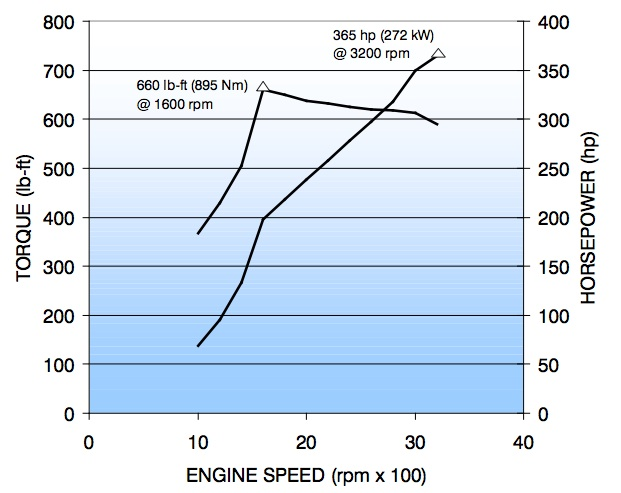 800
700
600
500
400
300
200
100
0
TORQUE (lb-ft)
365 hp (272 kW)
@ 3200 rpm
660 lb-ft (895 Nm)
@ 1600 rpm
400
350
300
250
200
150
100
50
0
HORSEPOWER (hp)
0 10 20 30 40
ENGINE SPEED (rpm x 100)